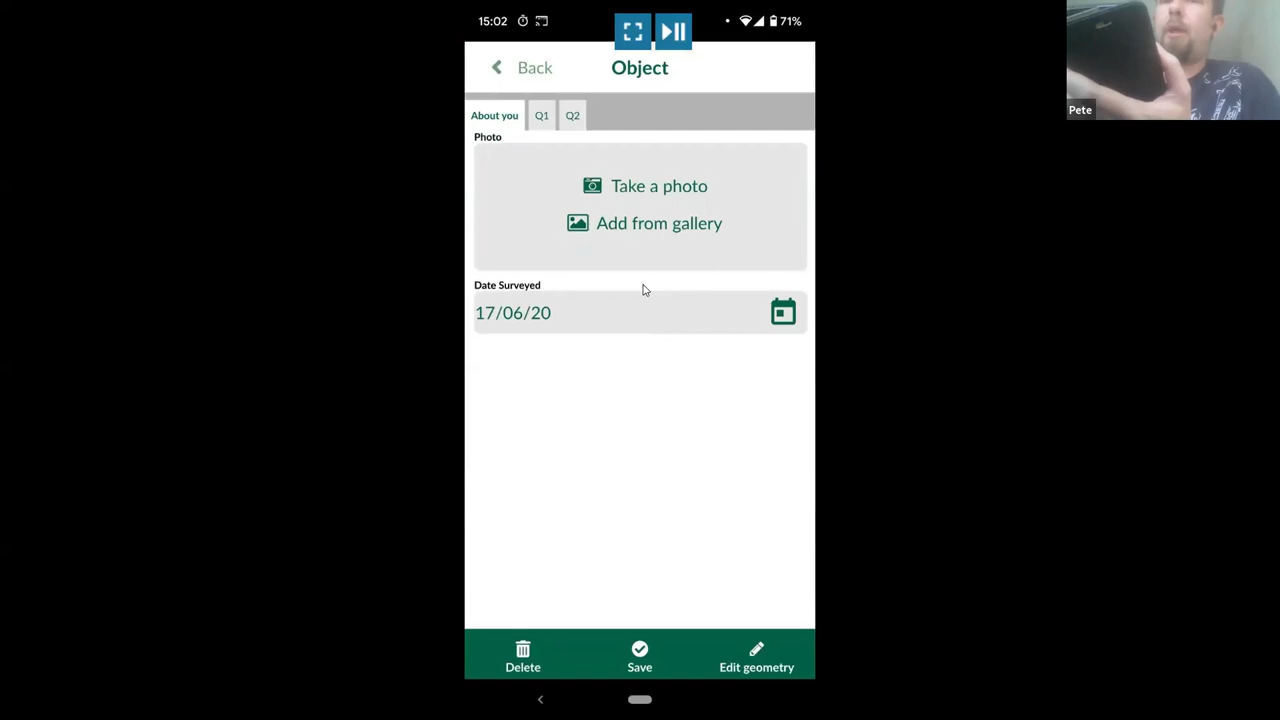 15:02
71%
Back
Object
About you
Q1
Q2
Photo
Take a photo
Add from gallery
Date Surveyed
17/06/20
Delete
Save
Edit geometry
Pete